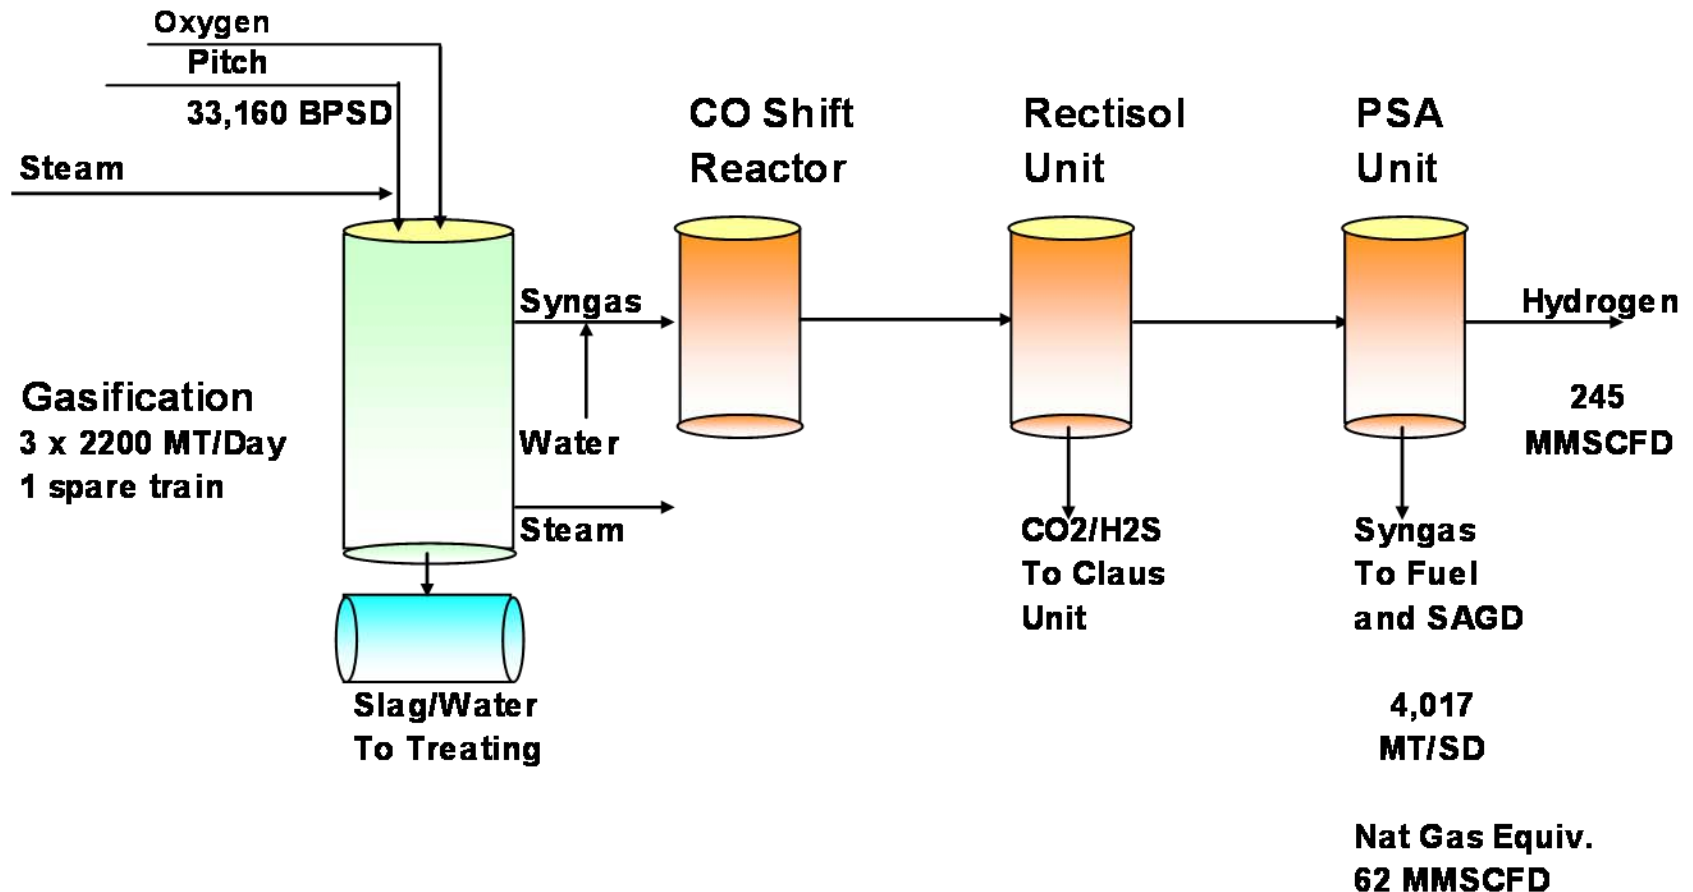 Oxygen
Pitch
33,160 BPSD
Steam
CO Shift
Reactor
Rectisol
Unit
PSA
Unit
Gasification
3 x 2200 MT/Day
1 spare train
Syngas
Water
Steam
Slag/Water
To Treating
CO2/H2S
To Claus
Unit
Syngas
To Fuel
and SAGD
4,017
MT/SD
Nat Gas Equiv.
62 MMSCFD
Hydrogen
245
MMSCFD